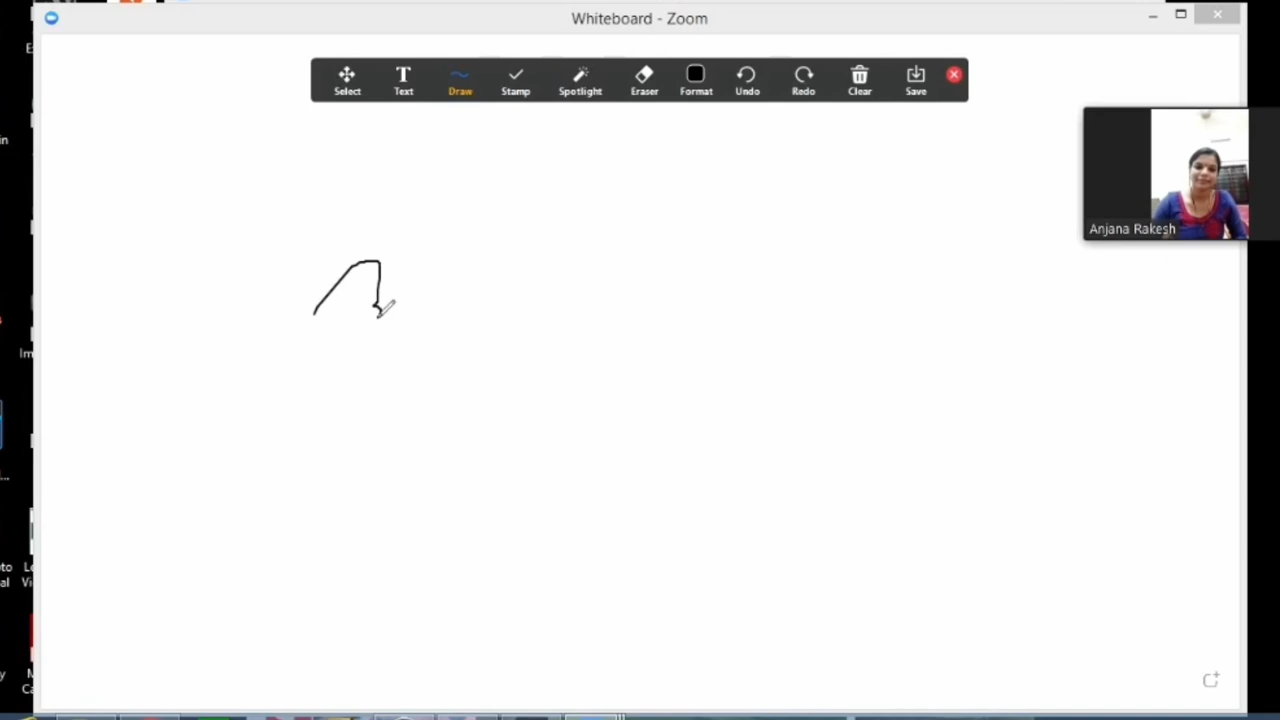 Whiteboard - Zoom
Select Text Draw Stamp Spotlight Eraser Format Undo Redo Clear Save
Anjana Rakesh